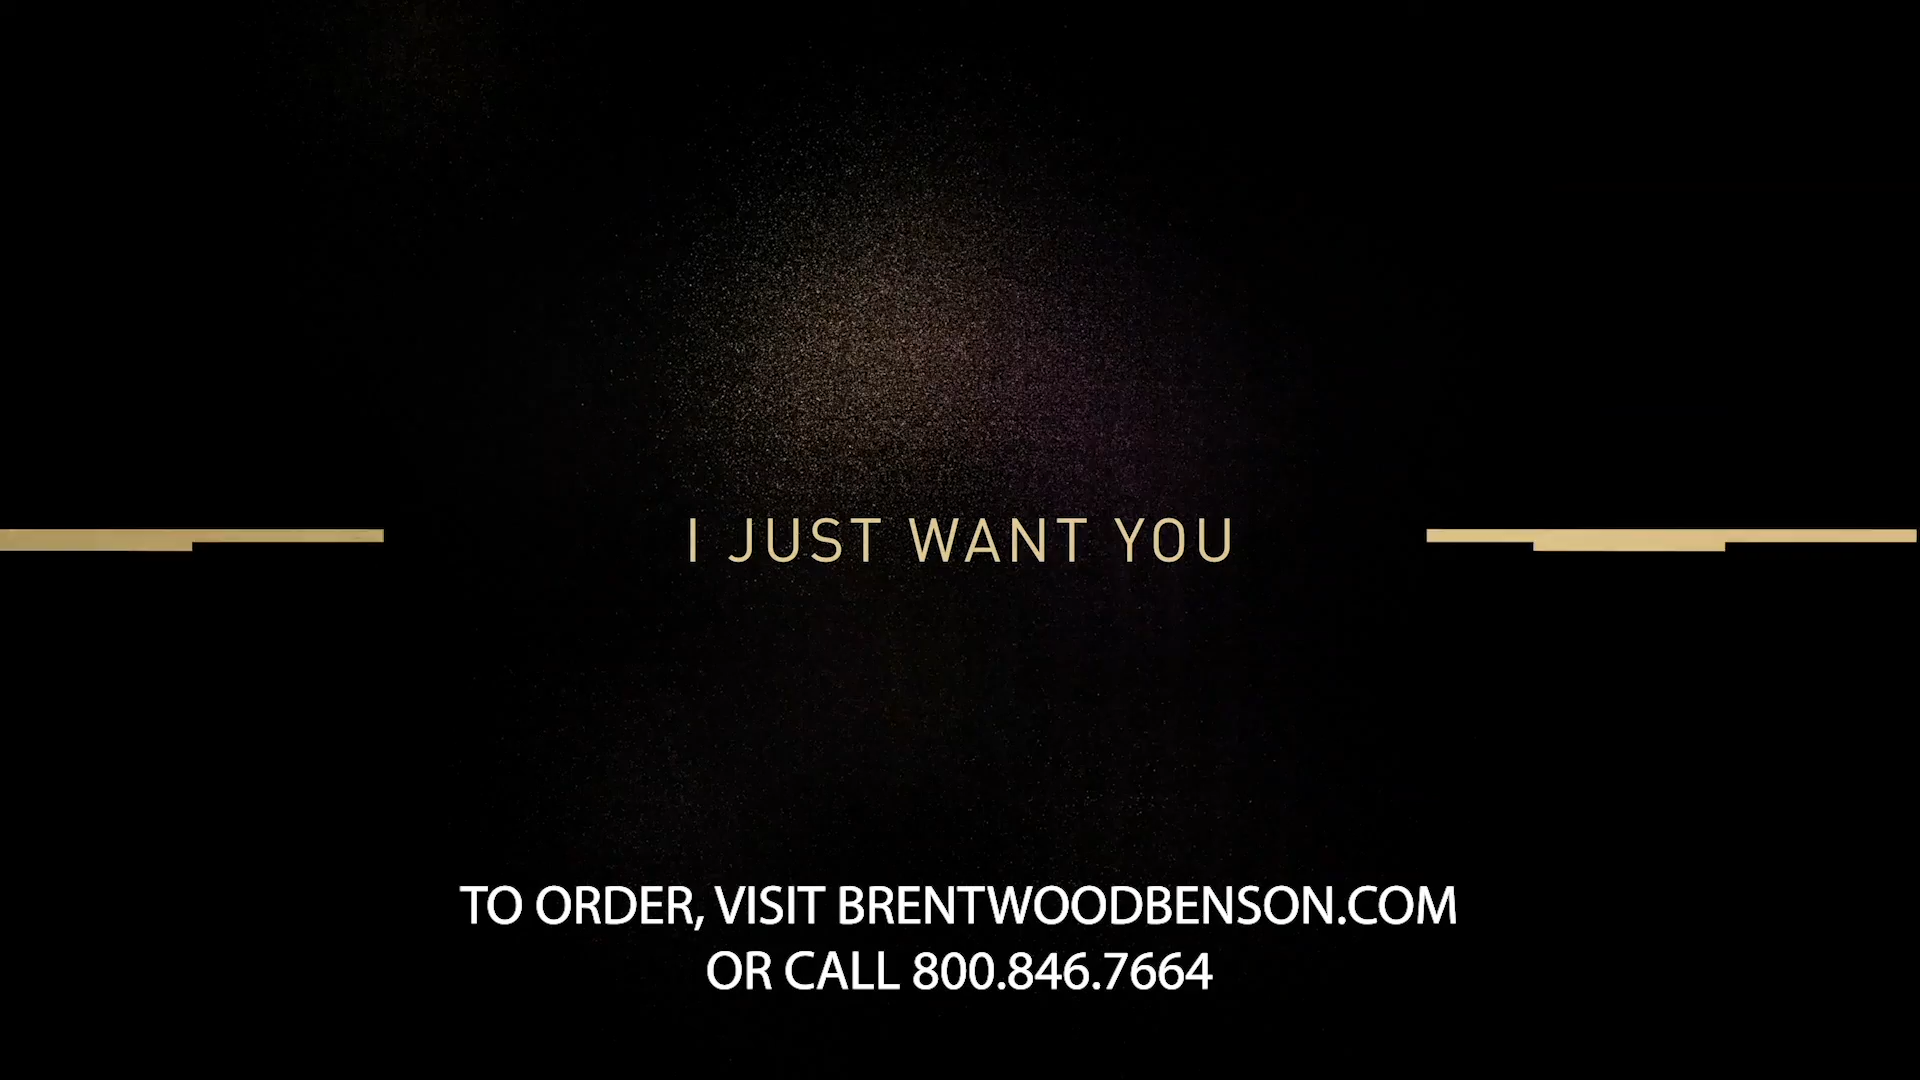 I JUST WANT YOU
TO ORDER, VISIT BRENTWOODBENSON.COM
OR CALL 800.846.7664